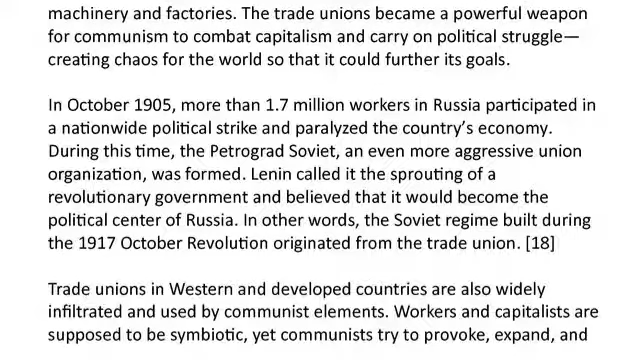 machinery and factories. The trade unions became a powerful weapon
for communism to combat capitalism and carry on political struggle—
creating chaos for the world so that it could further its goals.
In October 1905, more than 1.7 million workers in Russia participated in
a nationwide political strike and paralyzed the country’s economy.
During this time, the Petrograd Soviet, an even more aggressive union
organization, was formed. Lenin called it the sprouting of a
revolutionary government and believed that it would become the
political center of Russia. In other words, the Soviet regime built during
the 1917 October Revolution originated from the trade union. [18]
Trade unions in Western and developed countries are also widely
infiltrated and used by communist elements. Workers and capitalists are
supposed to be symbiotic, yet communists try to provoke, expand, and